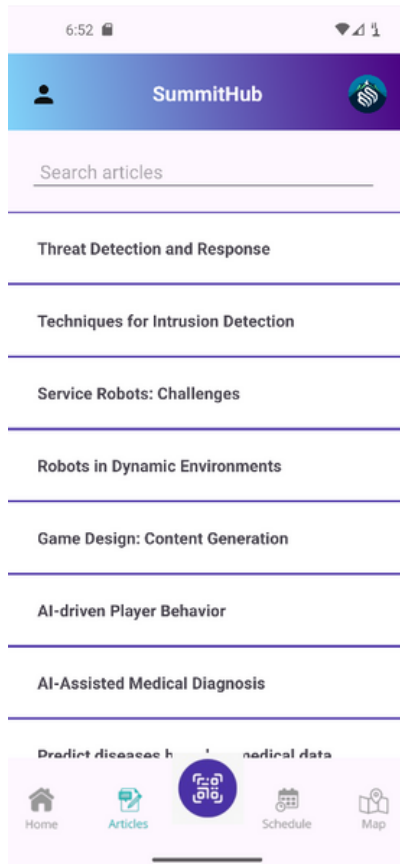 6:52
SummitHub
Search articles
Threat Detection and Response
Techniques for Intrusion Detection
Service Robots: Challenges
Robots in Dynamic Environments
Game Design: Content Generation
AI-driven Player Behavior
AI-Assisted Medical Diagnosis
Predict diseases medical data
Home
Articles
Schedule
Map